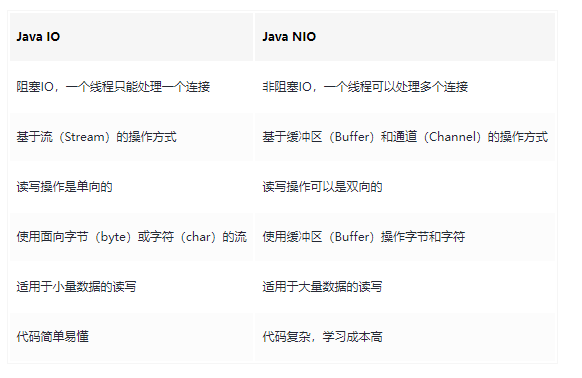 Java IO Java NIO
阻塞IO，一个线程只能处理一个连接 非阻塞IO，一个线程可以处理多个连接
基于流（Stream）的操作方式 基于缓冲区（Buffer）和通道（Channel）的操作方式
读写操作是单向的 读写操作可以是双向的
使用面向字节（byte）或字符（char）的流 使用缓冲区（Buffer）操作字节和字符
适用于小量数据的读写 适用于大量数据的读写
代码简单易懂 代码复杂，学习成本高